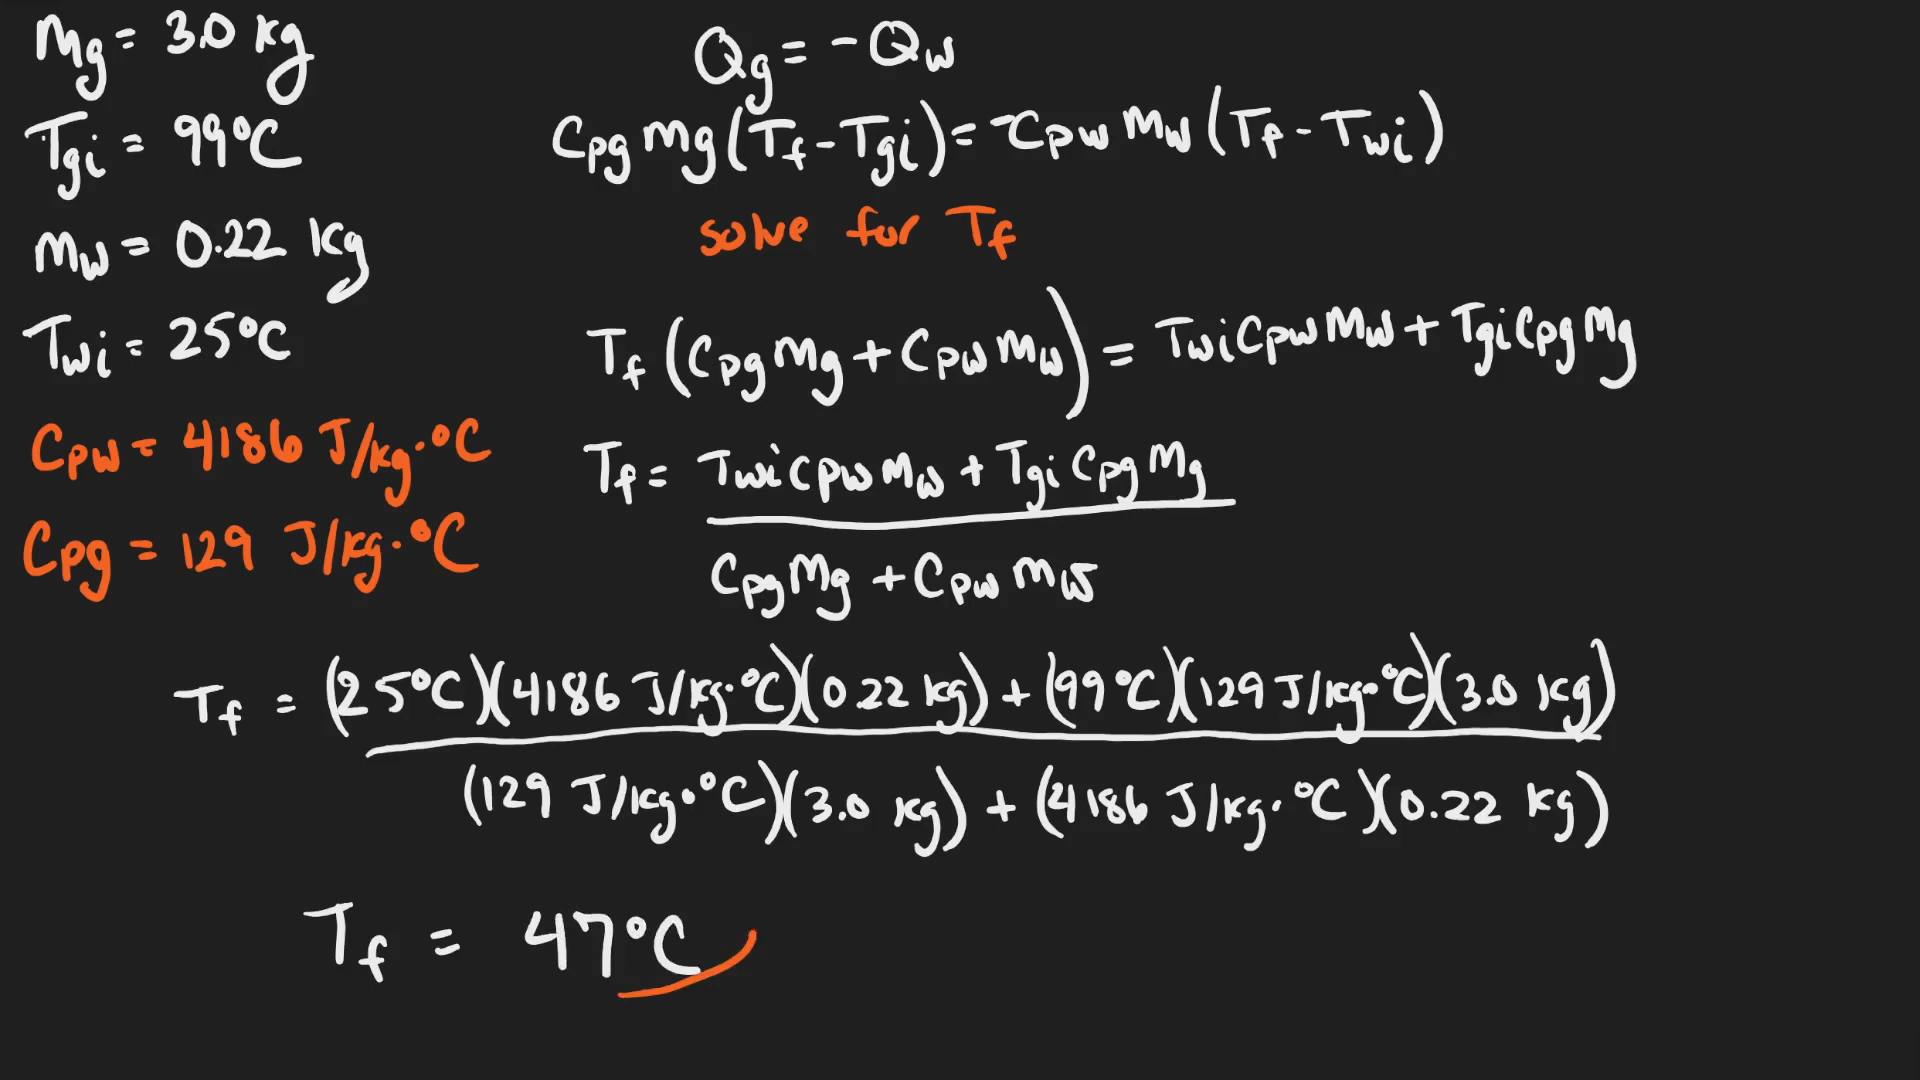 Mg = 3.0 kg
Tgi = 99°C
Mw = 0.22 kg
Twi = 25°C
Cpw = 4186 J/kg·°C
Cpg = 129 J/kg·°C
Qg = -Qw
Cpg mg (Tf - Tgi) = -Cpw mw (Tf - Twi)
solve for Tf
Tf (Cpg mg + Cpw mw) = Twi Cpw mw + Tgi Cpg Mg
Tf = Twi Cpw mw + Tgi Cpg Mg
Cpg Mg + Cpw mw
Tf = (25°C)(4186 J/kg·°C)(0.22 kg) + (99°C)(129 J/kg·°C)(3.0 kg)
(129 J/kg·°C)(3.0 kg) + (4186 J/kg·°C)(0.22 kg)
Tf = 47°C